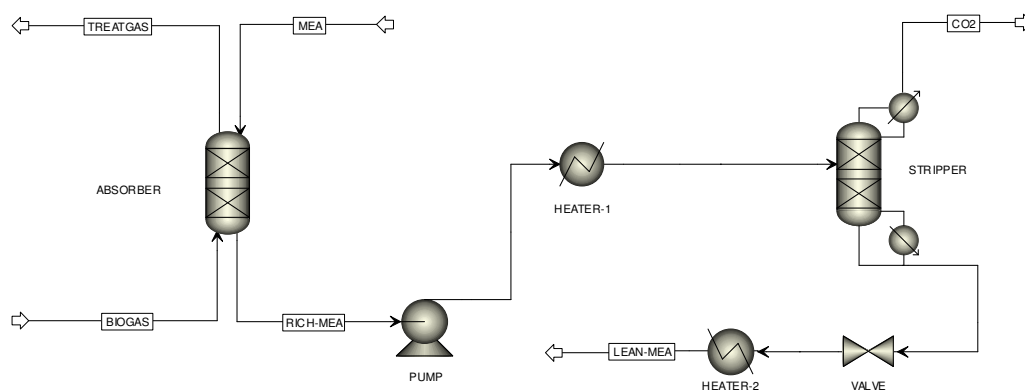 TREATGAS
MEA
CO2
ABSORBER
STRIPPER
HEATER-1
BIOGAS
RICH-MEA
PUMP
LEAN-MEA
HEATER-2
VALVE